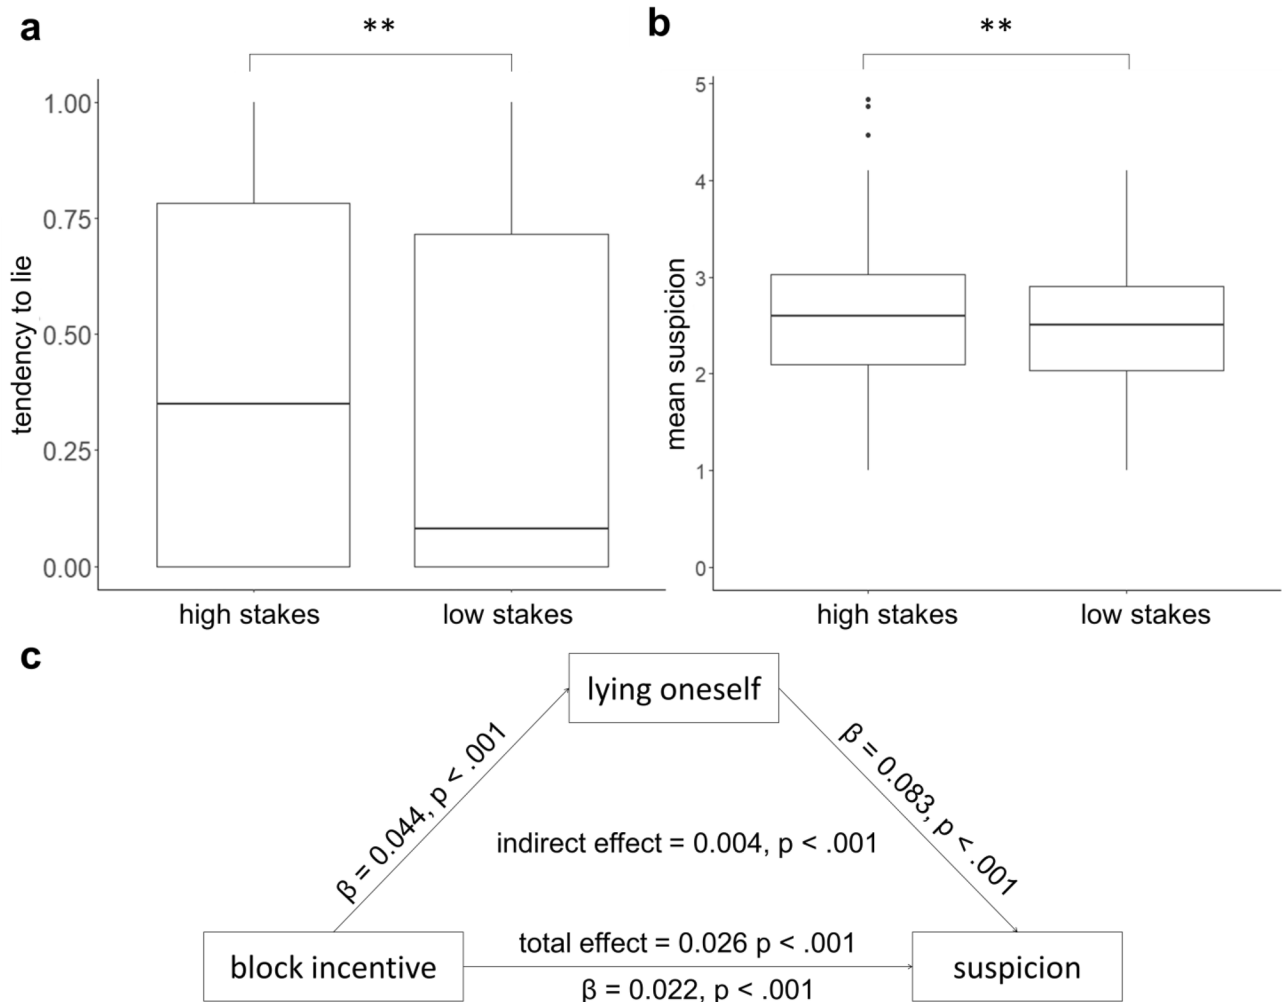 a
**
1.00
0.75
0.50
0.25
0.00
tendency to lie
high stakes
low stakes
b
**
5
4
3
2
1
0
mean suspicion
high stakes
low stakes
c
lying oneself
β = 0.044, p < .001
β = 0.083, p < .001
indirect effect = 0.004, p < .001
block incentive
total effect = 0.026 p < .001
β = 0.022, p < .001
suspicion